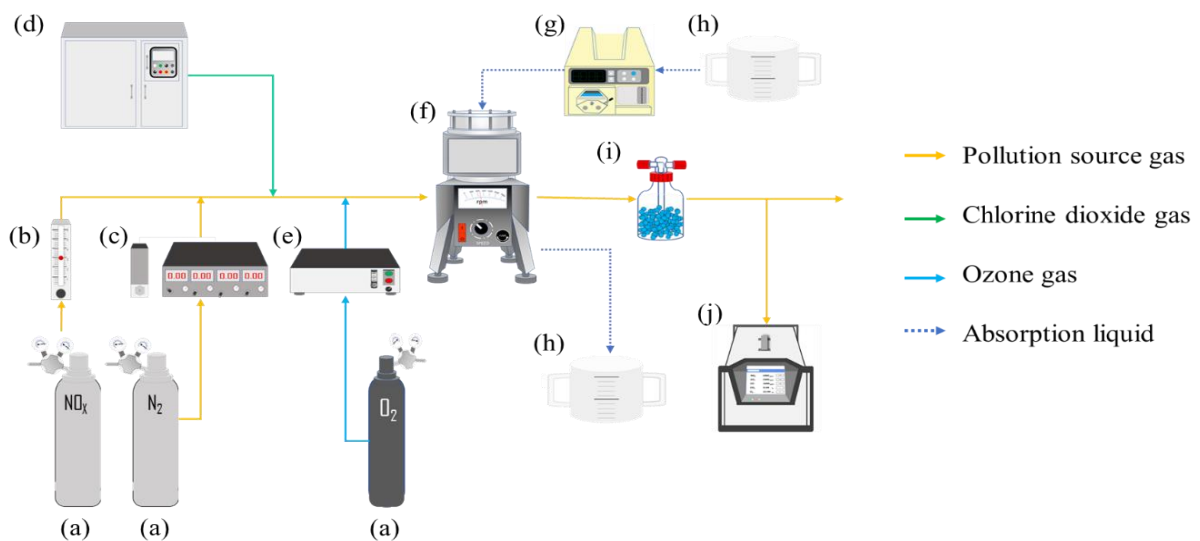 (d)
(g)
(h)
(f)
(i)
Pollution source gas
Chlorine dioxide gas
Ozone gas
Absorption liquid
(b)
(c)
(e)
rpm
0.00 0.00 0.00 0.00
(h)
(j)
NOX
N2
O2
(a)
(a)
(a)